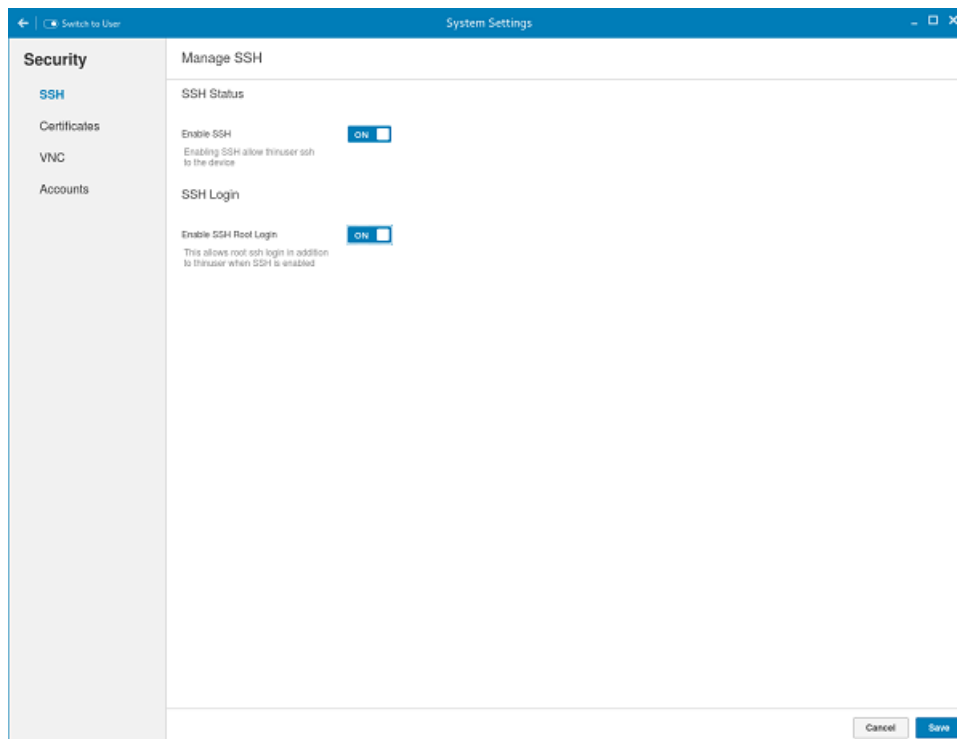 Switch to User
System Settings
Security
SSH
Certificates
VNC
Accounts
Manage SSH
SSH Status
Enable SSH
ON
Enabling SSH allow thinuser ssh
to the device
SSH Login
Enable SSH Root Login
ON
This allows root ssh login in addition
to thinuser when SSH is enabled
Cancel
Save